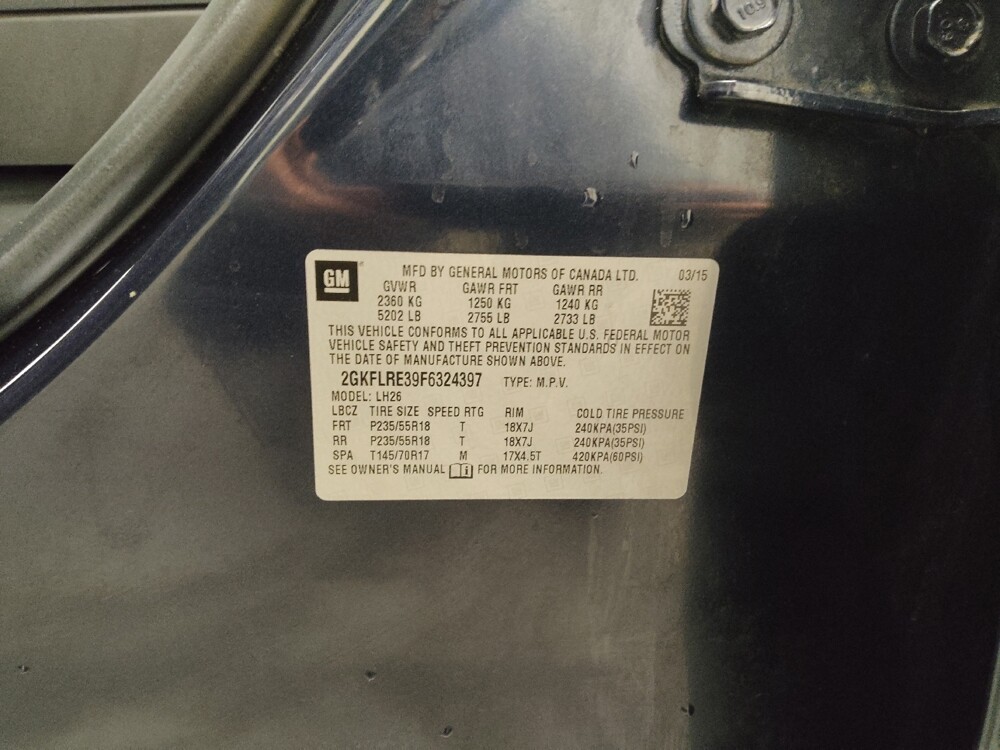 10.9
GM
MFD BY GENERAL MOTORS OF CANADA LTD. 03/15
GVWR GAWR FRT GAWR RR
2360 KG 1250 KG 1240 KG
5202 LB 2755 LB 2733 LB
THIS VEHICLE CONFORMS TO ALL APPLICABLE U.S. FEDERAL MOTOR
VEHICLE SAFETY AND THEFT PREVENTION STANDARDS IN EFFECT ON
THE DATE OF MANUFACTURE SHOWN ABOVE.
2GKFLRE39F6324397 TYPE: M.P.V.
MODEL: LH26
LBCZ TIRE SIZE SPEED RTG RIM COLD TIRE PRESSURE
FRT P235/55R18 T 18X7J 240KPA(35PSI)
RR P235/55R18 T 18X7J 240KPA(35PSI)
SPA T145/70R17 M 17X4.5T 420KPA(60PSI)
SEE OWNER'S MANUAL FOR MORE INFORMATION.